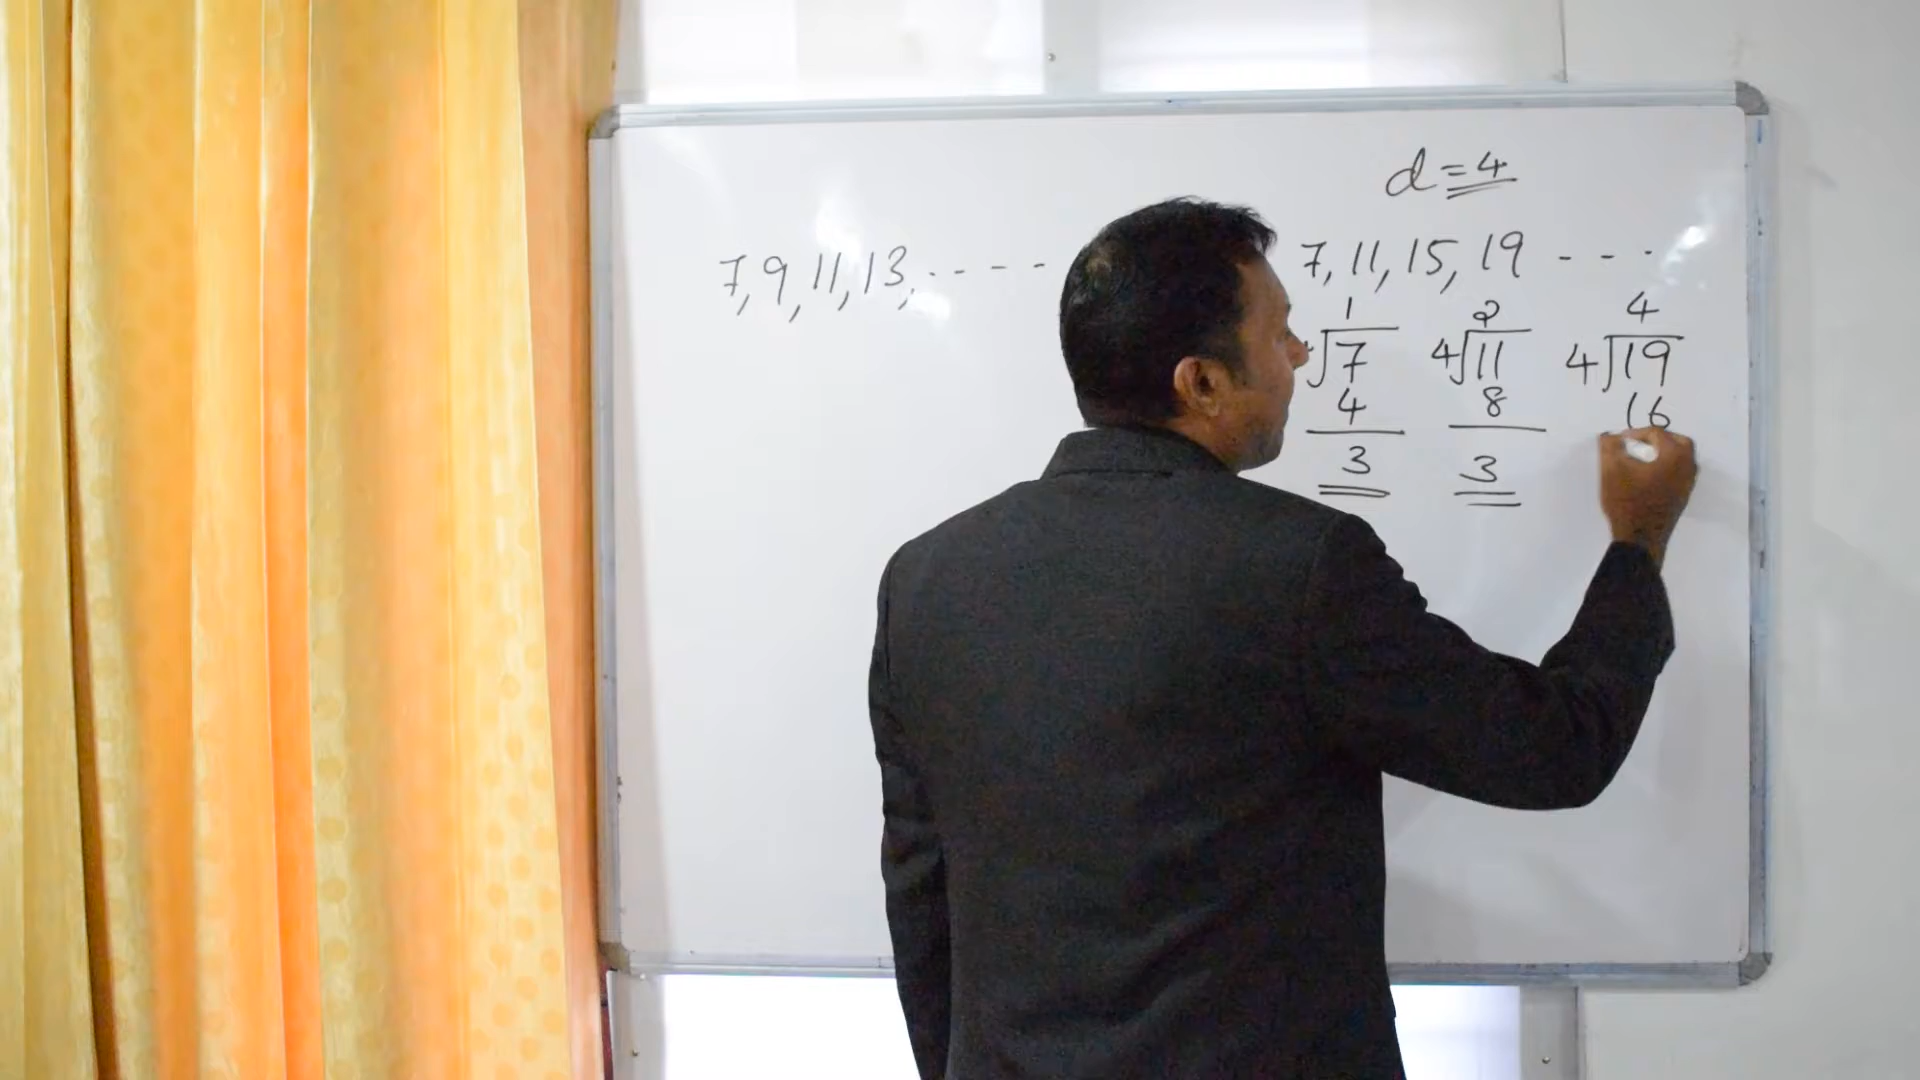 d = 4
7, 9, 11, 13, - - - -
7, 11, 15, 19 - - - -
1 2 4
7 4 11 4 19
4 8 16
3 3